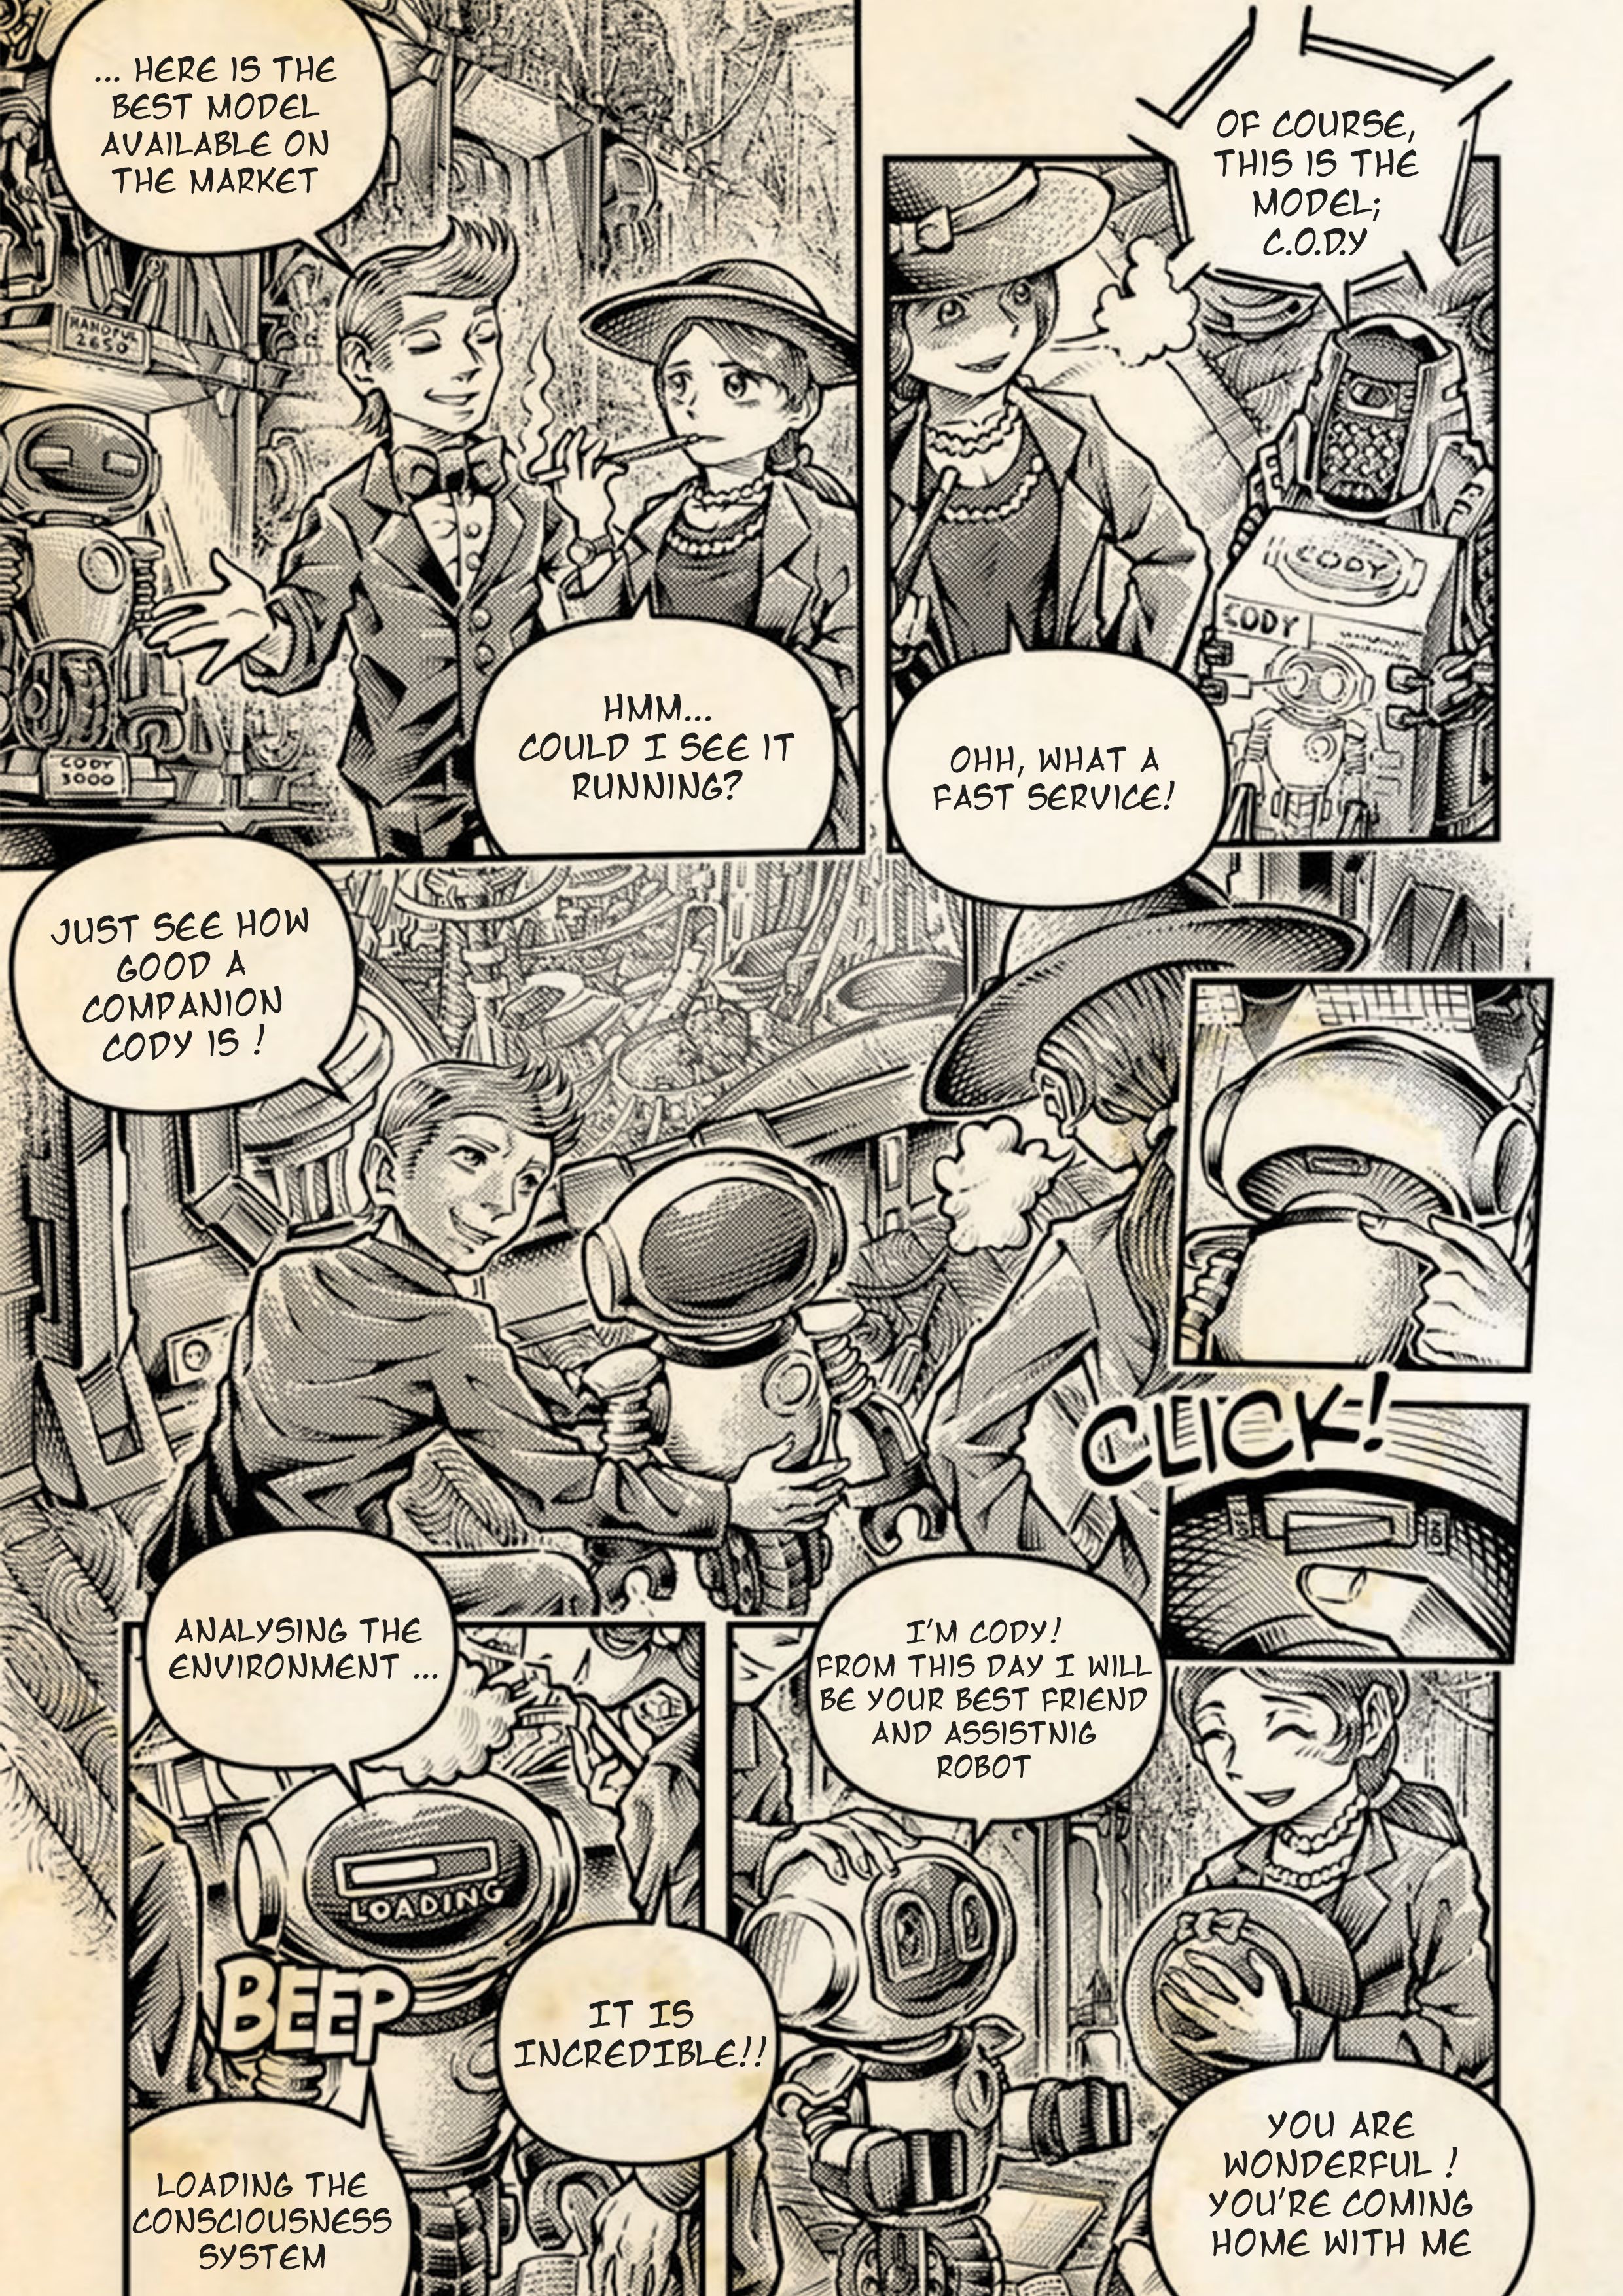 ... HERE IS THE
BEST MODEL
AVAILABLE ON
THE MARKET
2650
CODY
3000
HMM...
COULD I SEE IT
RUNNING?
OF COURSE,
THIS IS THE
MODEL;
C.O.D.Y
CODY
CODY
OHH, WHAT A
FAST SERVICE!
JUST SEE HOW
GOOD A
COMPANION
CODY IS !
CLICK!
ANALYSING THE
ENVIRONMENT ...
LOADING
BEEP
LOADING THE
CONSCIOUSNESS
SYSTEM
IT IS
INCREDIBLE!!
I'M CODY!
FROM THIS DAY I WILL
BE YOUR BEST FRIEND
AND ASSISTNIG
ROBOT
YOU ARE
WONDERFUL !
YOU'RE COMING
HOME WITH ME